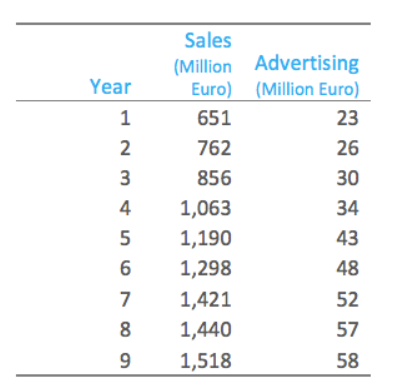 Sales
(Million Advertising
Year Euro) (Million Euro)
1 651 23
2 762 26
3 856 30
4 1,063 34
5 1,190 43
6 1,298 48
7 1,421 52
8 1,440 57
9 1,518 58